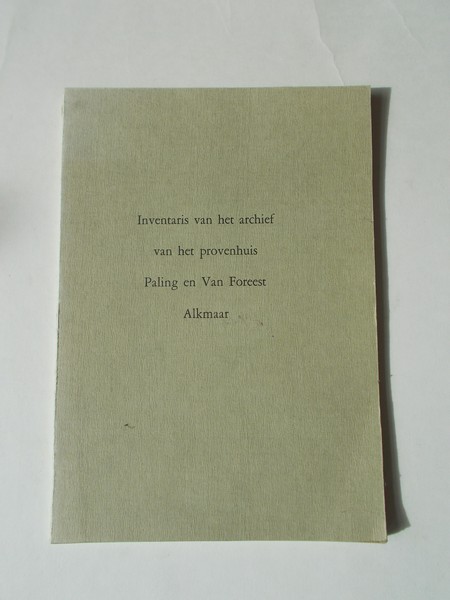 Inventaris van het archief
van het provenhuis
Paling en Van Foreest
Alkmaar